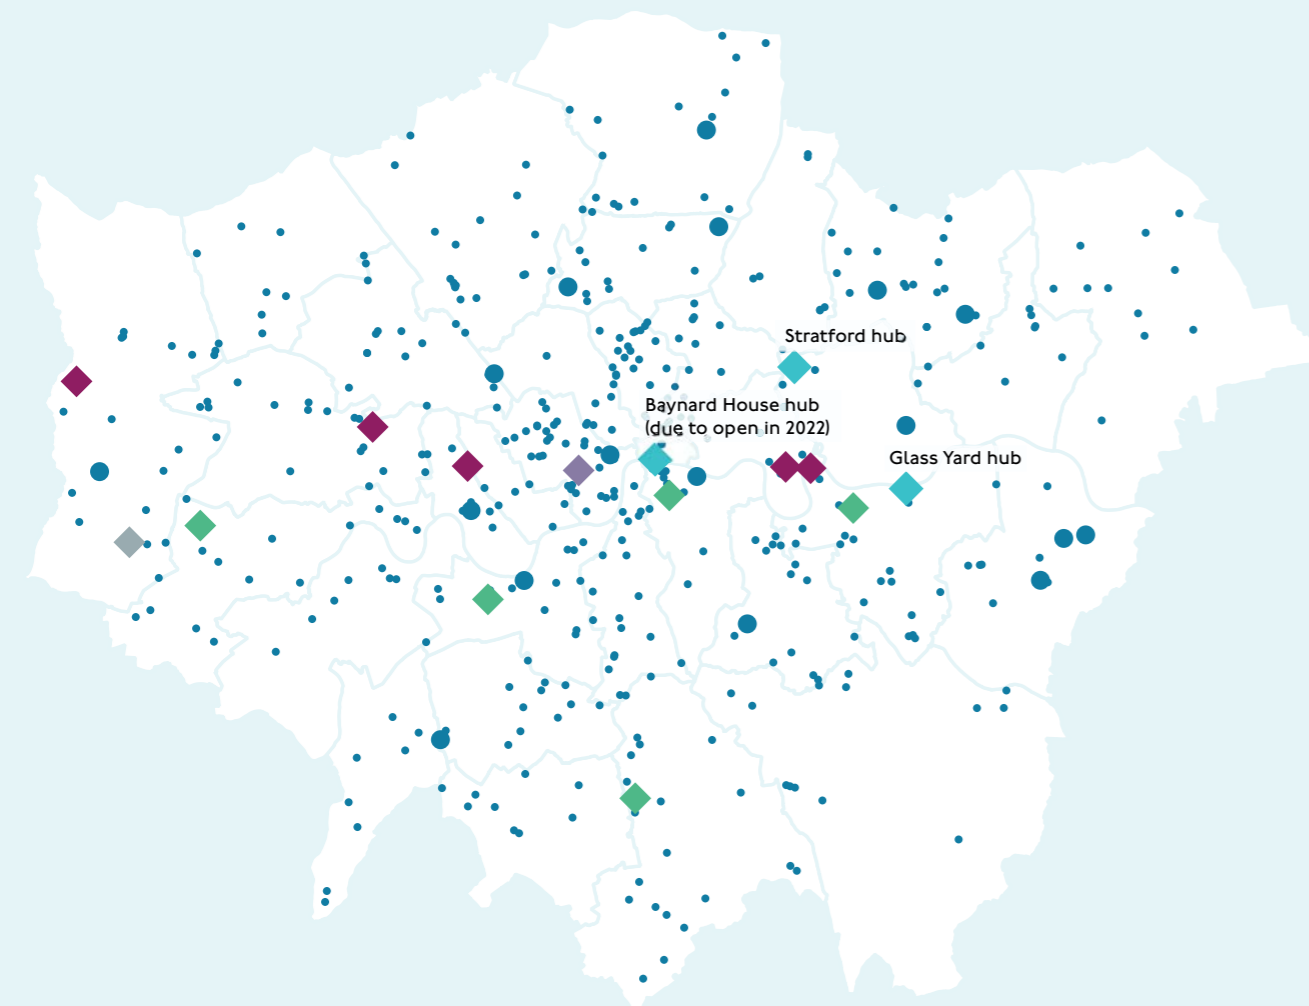 Stratford hub
Baynard House hub
(due to open in 2022)
Glass Yard hub